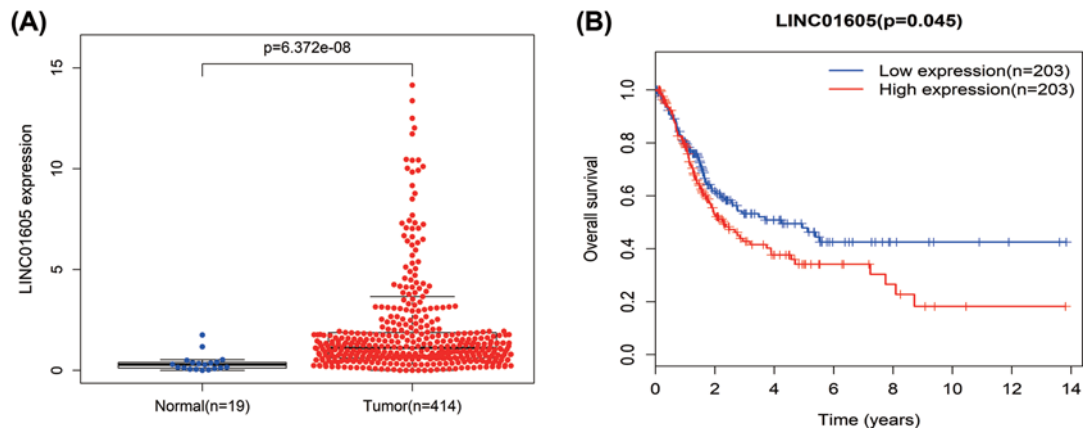 (A)
p=6.372e-08
LINC01605 expression
15
10
5
0
Normal(n=19)
Tumor(n=414)
(B)
LINC01605(p=0.045)
Low expression(n=203)
High expression(n=203)
Overall survival
1.0
0.8
0.6
0.4
0.2
0.0
0 2 4 6 8 10 12 14
Time (years)